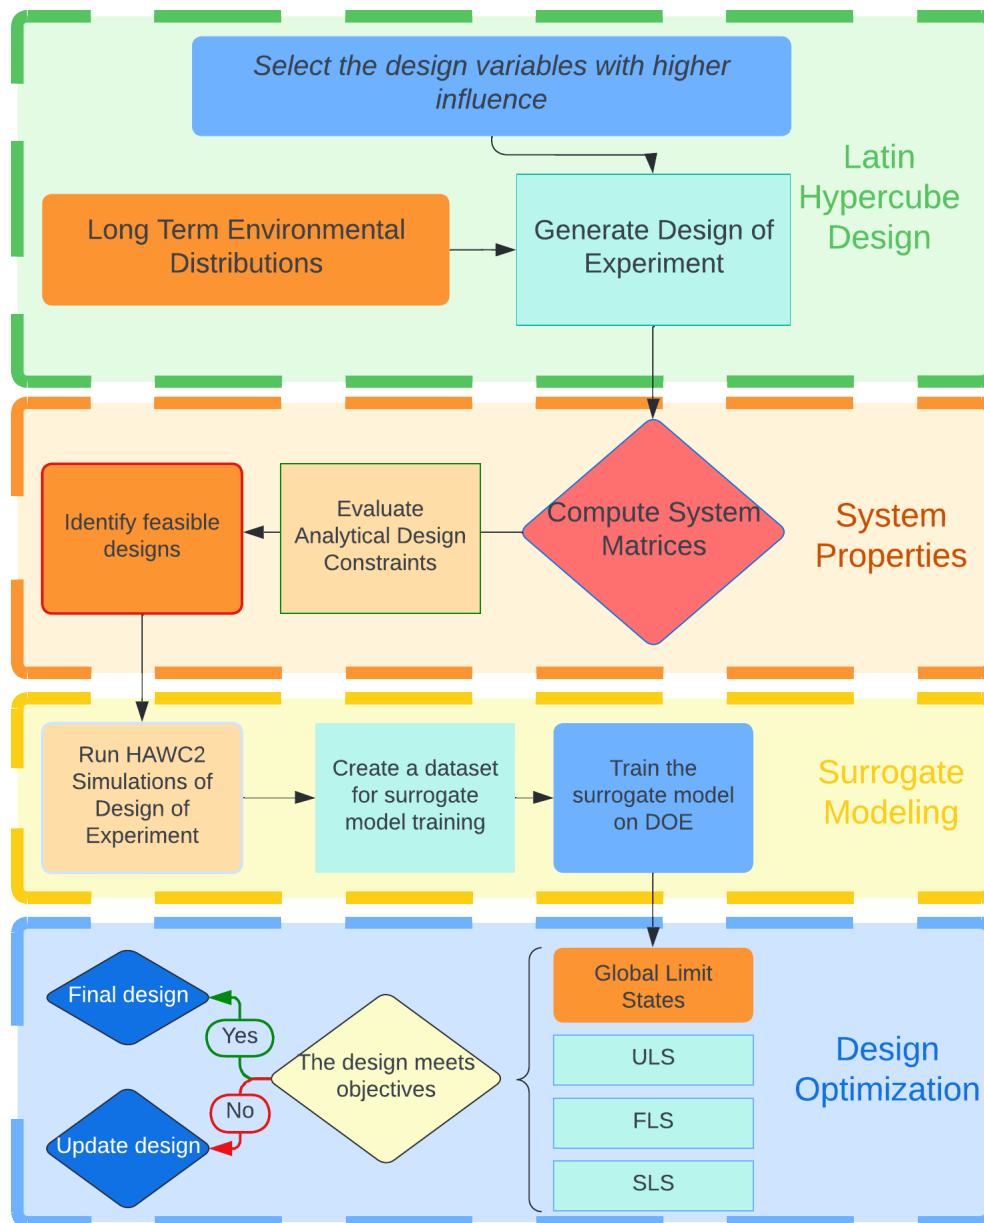 Select the design variables with higher
influence
Latin
Hypercube
Design
Long Term Environmental
Distributions
Generate Design of
Experiment
Compute System
Matrices
Evaluate
Analytical Design
Constraints
Identify feasible
designs
System
Properties
Run HAWC2
Simulations of
Design of
Experiment
Create a dataset
for surrogate
model training
Train the
surrogate model
on DOE
Surrogate
Modeling
Global Limit
States
ULS
FLS
SLS
The design meets
objectives
Yes
Final design
No
Update design
Design
Optimization